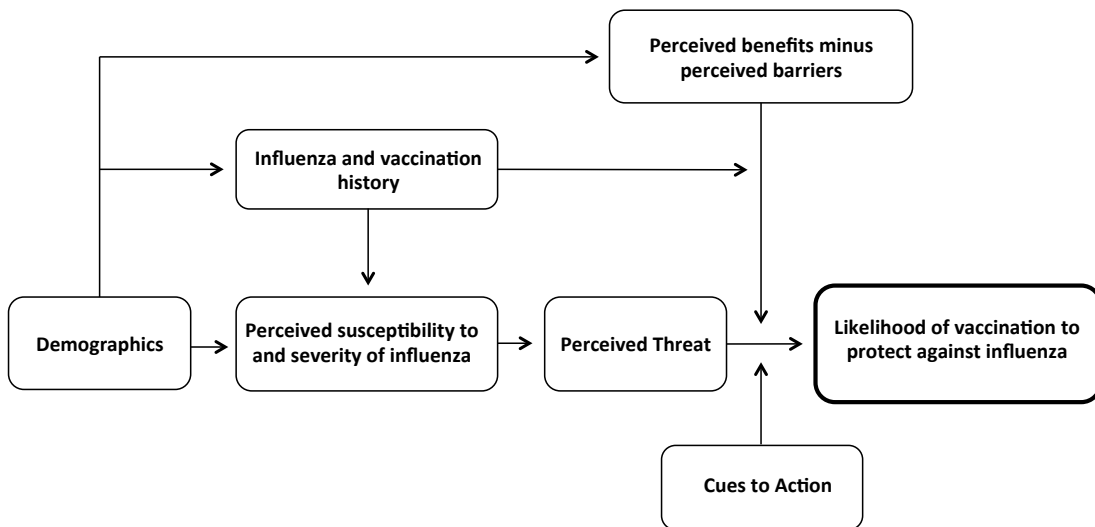 Perceived benefits minus
perceived barriers
Influenza and vaccination
history
Demographics
Perceived susceptibility to
and severity of influenza
Perceived Threat
Likelihood of vaccination to
protect against influenza
Cues to Action